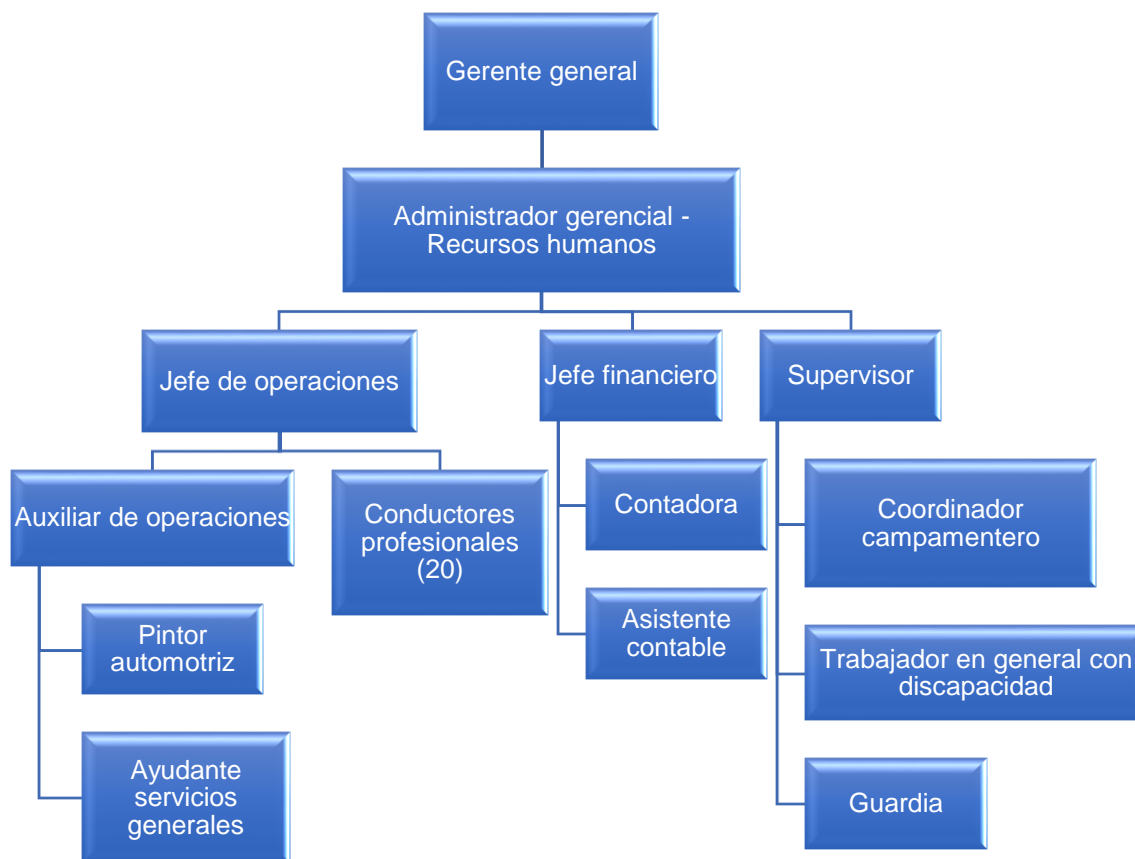 Gerente general
Administrador gerencial -
Recursos humanos
Jefe de operaciones
Jefe financiero
Supervisor
Auxiliar de operaciones
Conductores
profesionales
(20)
Contadora
Coordinador
campamentero
Pintor
automotriz
Asistente
contable
Trabajador en general con
discapacidad
Ayudante
servicios
generales
Guardia